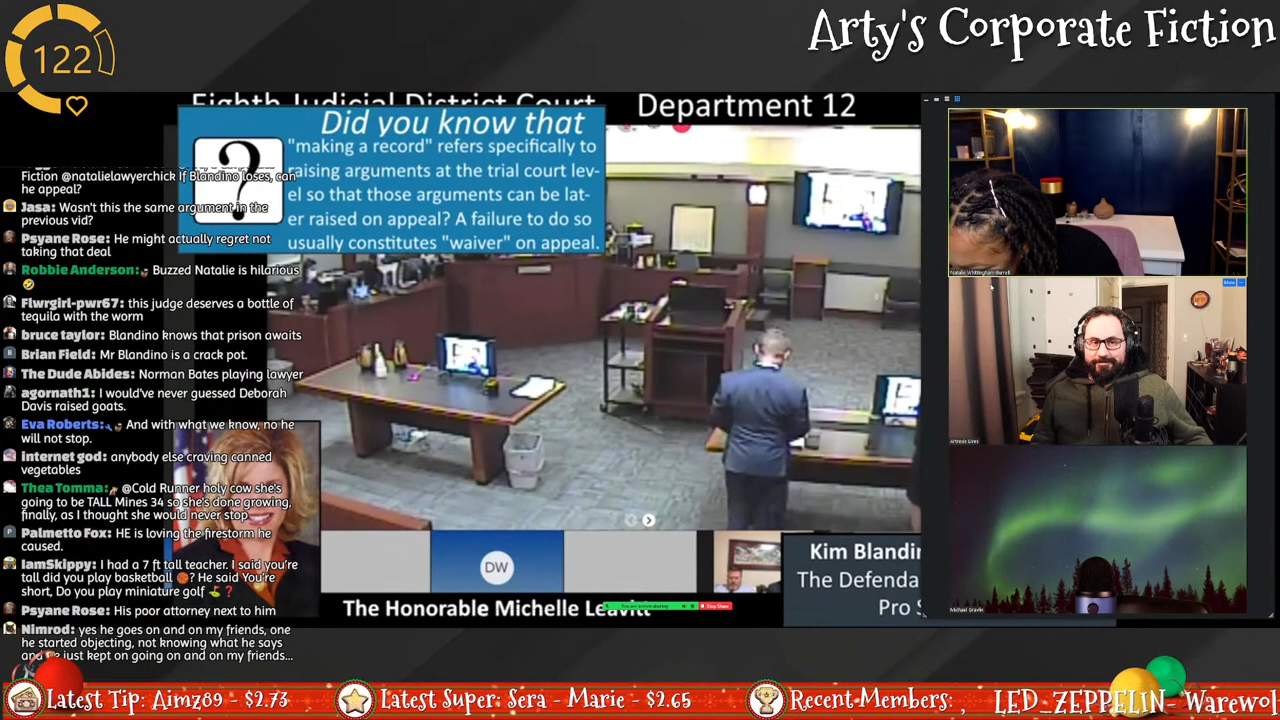 122
Arty's Corporate Fiction
Eighth Judicial District Court
Department 12
Did you know that
"making a record" refers specifically to
raising arguments at the trial court lev-
el so that those arguments can be lat-
er raised on appeal? A failure to do so
usually constitutes "waiver" on appeal.
?
Fiction @natalielawyerchick If Blandino loses, can
he appeal?
Jasa: Wasn't this the same argument in the
previous vid?
Psyane Rose: He might actually regret not
taking that deal
Robbie Anderson: Buzzed Natalie is hilarious
🤣
Flwrgirl-pwr67: this judge deserves a bottle of
tequila with the worm
bruce taylor: Blandino knows that prison awaits
Brian Field: Mr Blandino is a crack pot.
The Dude Abides: Norman Bates playing lawyer
agornath1: I would've never guessed Deborah
Davis raised goats.
Eva Roberts: And with what we know, no he
will not stop.
internet god: anybody else craving canned
vegetables
Thea Tomma: @Cold Runner holy cow she's
going to be TALL Mines 34 so she's done growing,
finally, as I thought she would never stop
Palmetto Fox: HE is loving the firestorm he
caused.
IamSkippy: I had a 7 ft tall teacher. I said you're
tall did you play basketball 🏀? He said You're
short, Do you play miniature golf ⛳ ❓
Psyane Rose: His poor attorney next to him
Nimrod: yes he goes on and on my friends, one
he started objecting, not knowing what he says
and he just kept on going on and on my friends...
DW
The Honorable Michelle Leavitt
Stop Share
Kim Blandin
The Defenda
Pro S
Natalie Whittingham Burrell
Michael Gravlin
Latest Tip: Aimz89 - $2.73
Latest Super: Sera - Marie - $2.65
Recent Members: ,
LED_ZEPPELIN- Warewol